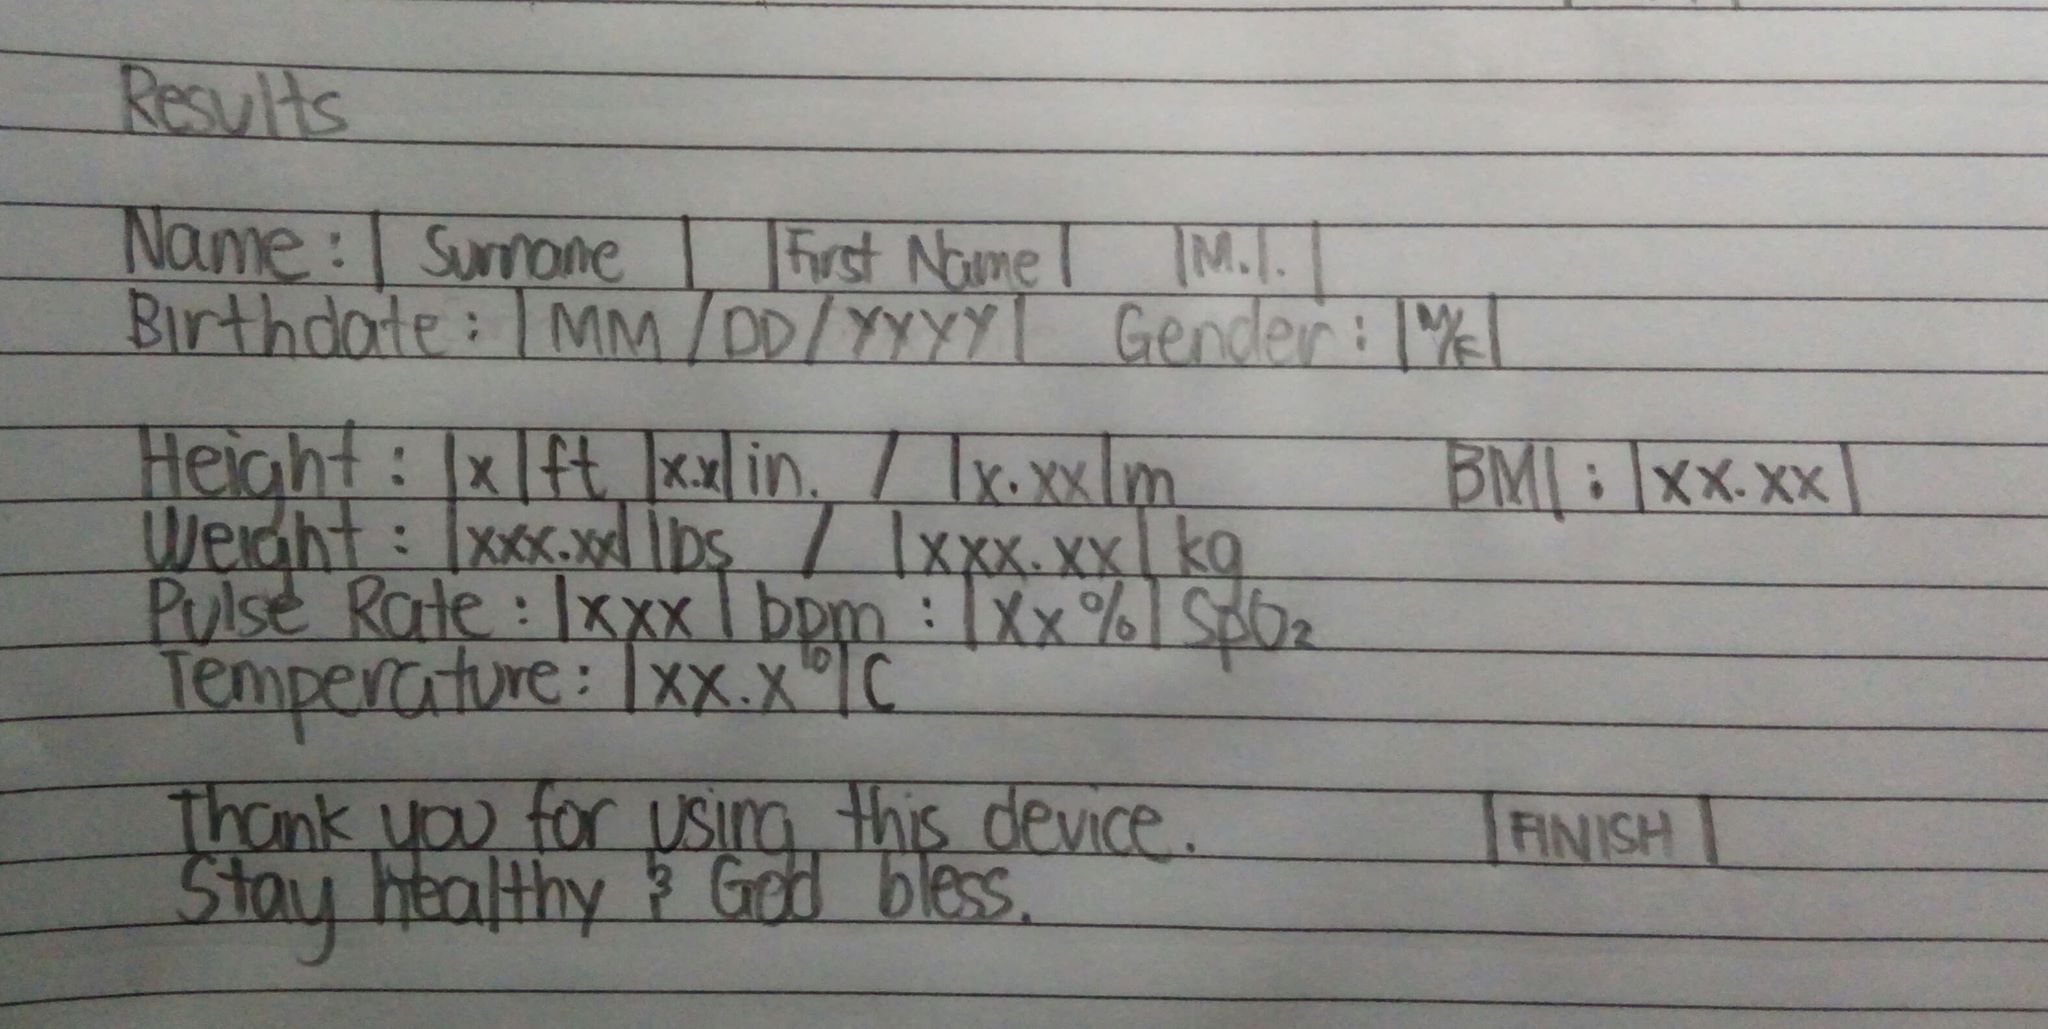 Results
Name: | Surname | | First Name | | M.I. |
Birthdate: | MM / DD / YYYY | Gender: | M/F |
Height: |x| ft |x.x| in. / |x.xx| m BMI: |xx.xx|
Weight: |xxx.xx| lbs / |xxx.xx| kg
Pulse Rate: |xxx| bpm : |xx%| SpO₂
Temperature: |xx.x°| C
Thank you for using this device. | FINISH |
Stay healthy & God bless.